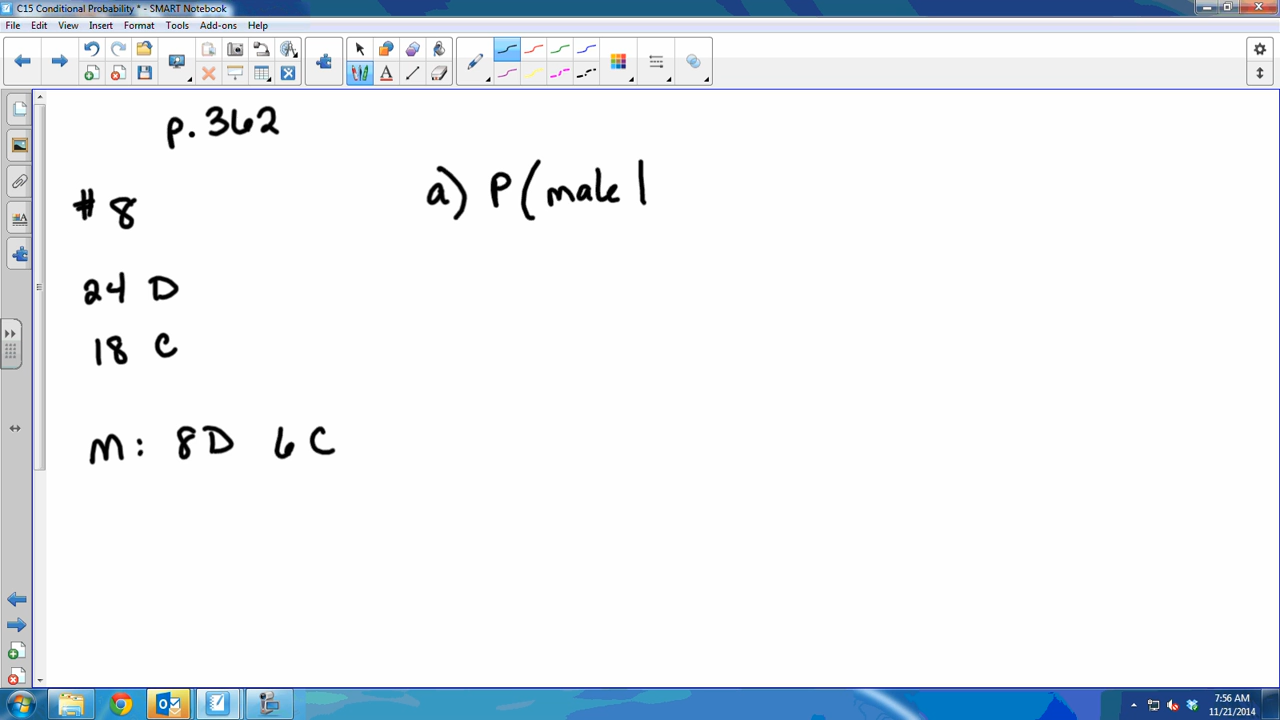 C15 Conditional Probability * - SMART Notebook
File Edit View Insert Format Tools Add-ons Help
p. 362
# 8
a) P( male |
24 D
18 C
M: 8D 6C
7:56 AM
11/21/2014